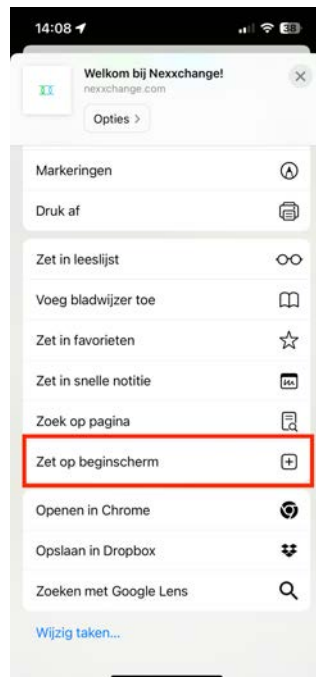 14:08
38
Welkom bij Nexxchange!
nexxchange.com
Opties >
Markeringen
Druk af
Zet in leeslijst
Voeg bladwijzer toe
Zet in favorieten
Zet in snelle notitie
Zoek op pagina
Zet op beginscherm
Openen in Chrome
Opslaan in Dropbox
Zoeken met Google Lens
Wijzig taken...